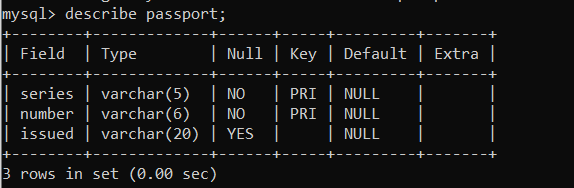 mysql> describe passport;
+--------+-------------+------+-----+---------+-------+
| Field  | Type        | Null | Key | Default | Extra |
+--------+-------------+------+-----+---------+-------+
| series | varchar(5)  | NO   | PRI | NULL    |       |
| number | varchar(6)  | NO   | PRI | NULL    |       |
| issued | varchar(20) | YES  |     | NULL    |       |
+--------+-------------+------+-----+---------+-------+
3 rows in set (0.00 sec)